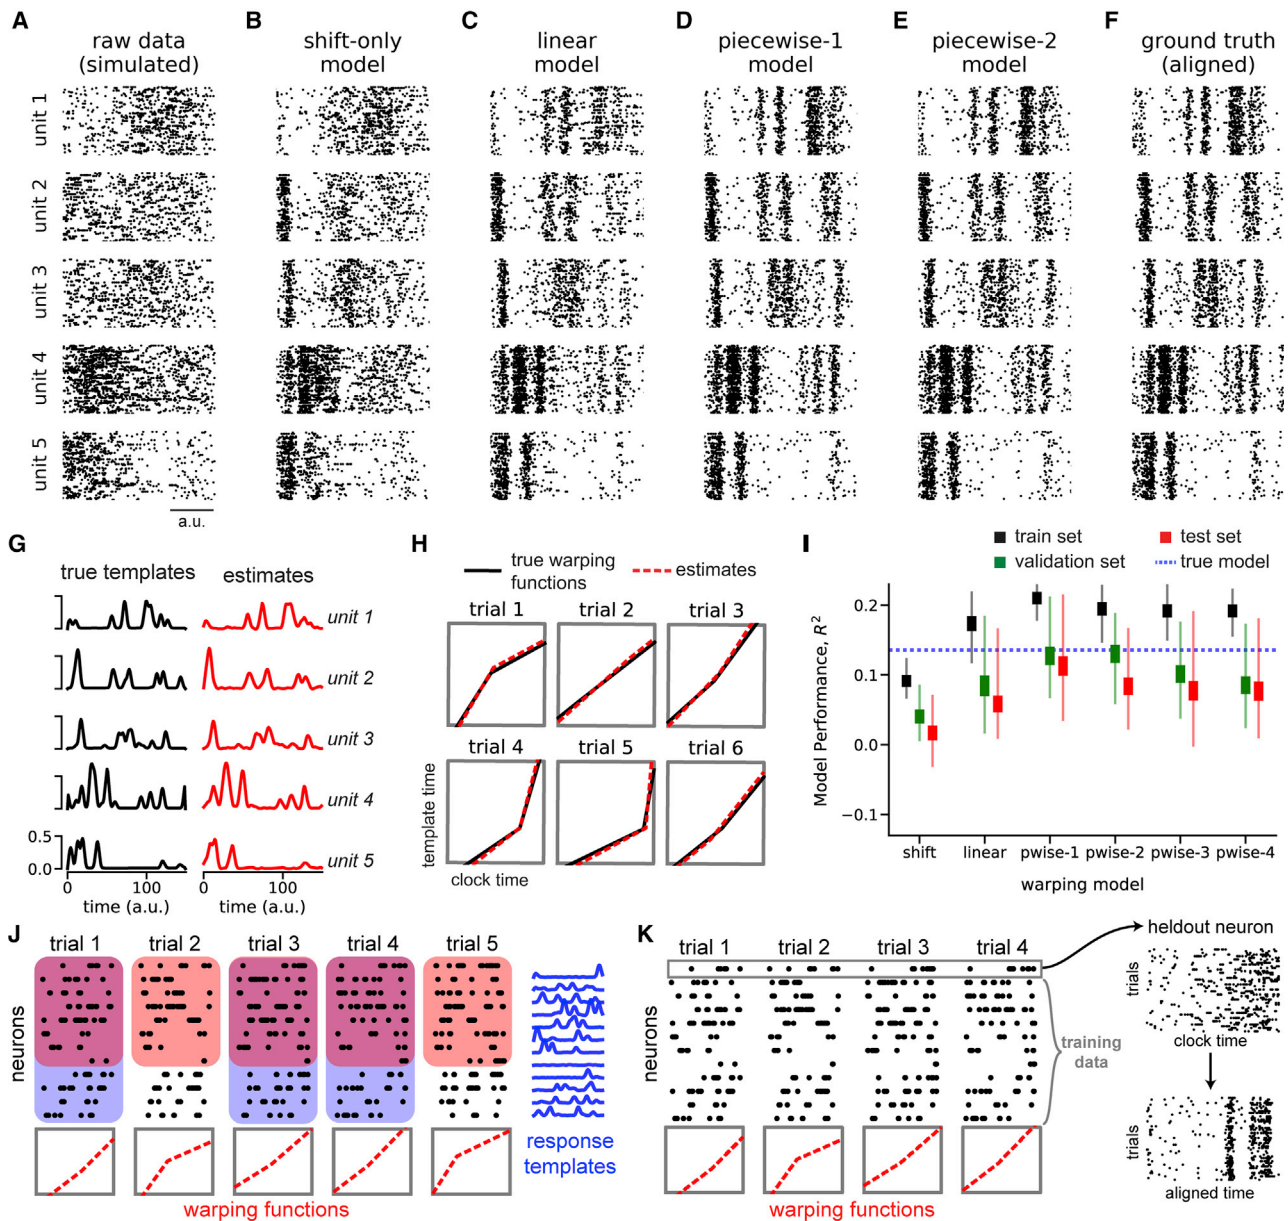 A
B
C
D
E
F
raw data
(simulated)
shift-only
model
linear
model
piecewise-1
model
piecewise-2
model
ground truth
(aligned)
unit 1
unit 2
unit 3
unit 4
unit 5
a.u.
G
true templates
estimates
unit 1
unit 2
unit 3
unit 4
unit 5
0.5
0.0
0
100
0
100
time (a.u.)
time (a.u.)
H
true warping
functions
estimates
trial 1
trial 2
trial 3
trial 4
trial 5
trial 6
template time
clock time
I
train set
test set
validation set
true model
Model Performance, R²
0.2
0.1
0.0
−0.1
shift
linear
pwise-1
pwise-2
pwise-3
pwise-4
warping model
J
trial 1
trial 2
trial 3
trial 4
trial 5
neurons
response
templates
warping functions
K
trial 1
trial 2
trial 3
trial 4
neurons
training
data
warping functions
heldout neuron
trials
clock time
trials
aligned time